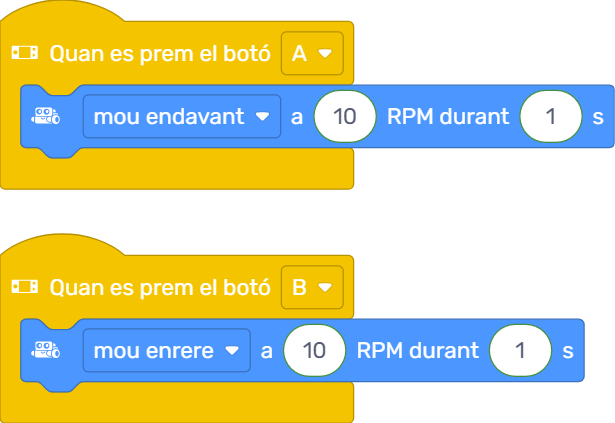 Quan es prem el botó A
mou endavant a 10 RPM durant 1 s
Quan es prem el botó B
mou enrere a 10 RPM durant 1 s